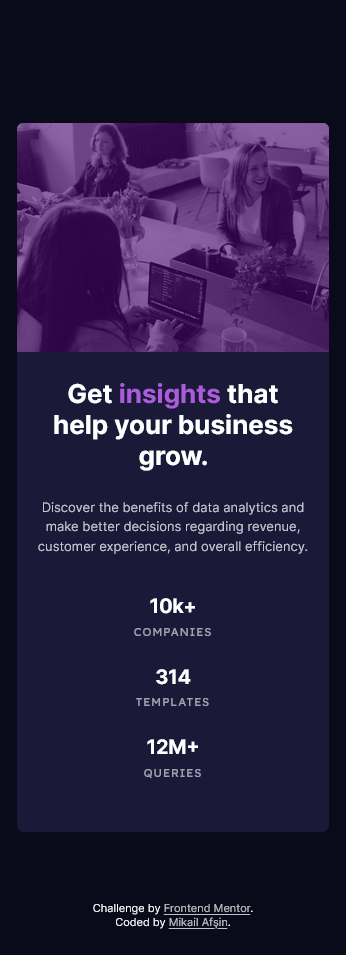 Get insights that
help your business
grow.
Discover the benefits of data analytics and
make better decisions regarding revenue,
customer experience, and overall efficiency.
10k+
COMPANIES
314
TEMPLATES
12M+
QUERIES
Challenge by Frontend Mentor.
Coded by Mikail Afşin.